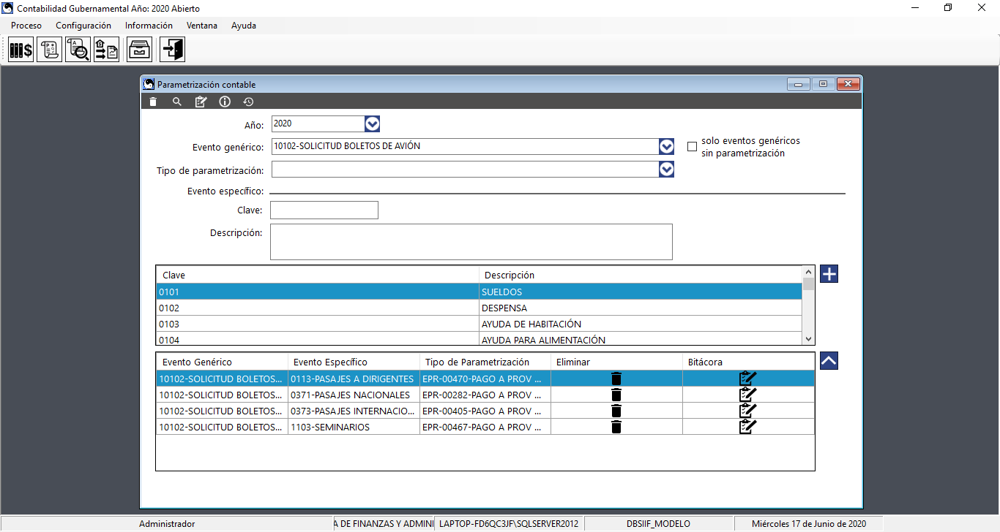 Contabilidad Gubernamental Año: 2020 Abierto
Proceso Configuración Información Ventana Ayuda
Parametrización contable
Año: 2020
Evento genérico: 10102-SOLICITUD BOLETOS DE AVIÓN
solo eventos genéricos
sin parametrización
Tipo de parametrización:
Evento específico:
Clave:
Descripción:
Clave Descripción
0101 SUELDOS
0102 DESPENSA
0103 AYUDA DE HABITACIÓN
0104 AYUDA PARA ALIMENTACIÓN
Evento Genérico Evento Específico Tipo de Parametrización Eliminar Bitácora
10102-SOLICITUD BOLETOS... 0113-PASAJES A DIRIGENTES EPR-00470-PAGO A PROV ...
10102-SOLICITUD BOLETOS... 0371-PASAJES NACIONALES EPR-00282-PAGO A PROV ...
10102-SOLICITUD BOLETOS... 0373-PASAJES INTERNACIO... EPR-00405-PAGO A PROV ...
10102-SOLICITUD BOLETOS... 1103-SEMINARIOS EPR-00467-PAGO A PROV ...
Administrador A DE FINANZAS Y ADMINI LAPTOP-FD6QC3JF\SQLSERVER2012 DBSIIF_MODELO Miércoles 17 de Junio de 2020